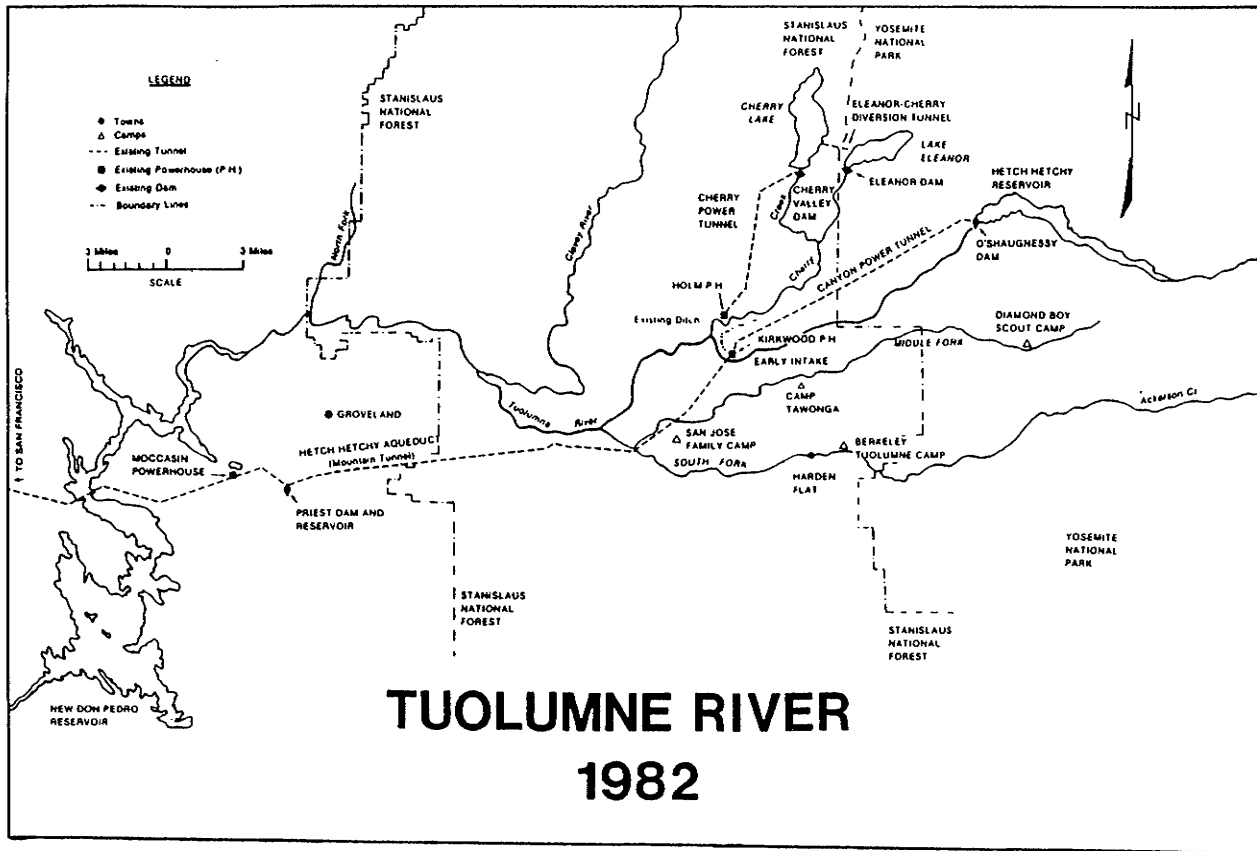 LEGEND
Towns
Camps
Existing Tunnel
Existing Powerhouse (P.H.)
Existing Dam
Boundary Lines
3 Miles 0 3 Miles
SCALE
STANISLAUS
NATIONAL
FOREST
North Fork
Clavey River
STANISLAUS
NATIONAL
FOREST
YOSEMITE
NATIONAL
PARK
CHERRY
LAKE
ELEANOR-CHERRY
DIVERSION TUNNEL
LAKE
ELEANOR
ELEANOR DAM
HETCH HETCHY
RESERVOIR
CHERRY
POWER
TUNNEL
CHERRY
VALLEY
DAM
Cherry Creek
CANYON POWER TUNNEL
O'SHAUGNESSY
DAM
HOLM P.H.
Existing Ditch
KIRKWOOD P.H.
EARLY INTAKE
DIAMOND BOY
SCOUT CAMP
MIDDLE FORK
CAMP
TAWONGA
Ackerson Cr
TO SAN FRANCISCO
GROVELAND
Tuolumne River
HETCH HETCHY AQUEDUCT
(Mountain Tunnel)
MOCCASIN
POWERHOUSE
SAN JOSE
FAMILY CAMP
SOUTH FORK
BERKELEY
TUOLUMNE CAMP
HARDEN
FLAT
PRIEST DAM AND
RESERVOIR
YOSEMITE
NATIONAL
PARK
STANISLAUS
NATIONAL
FOREST
STANISLAUS
NATIONAL
FOREST
NEW DON PEDRO
RESERVOIR
TUOLUMNE RIVER
1982